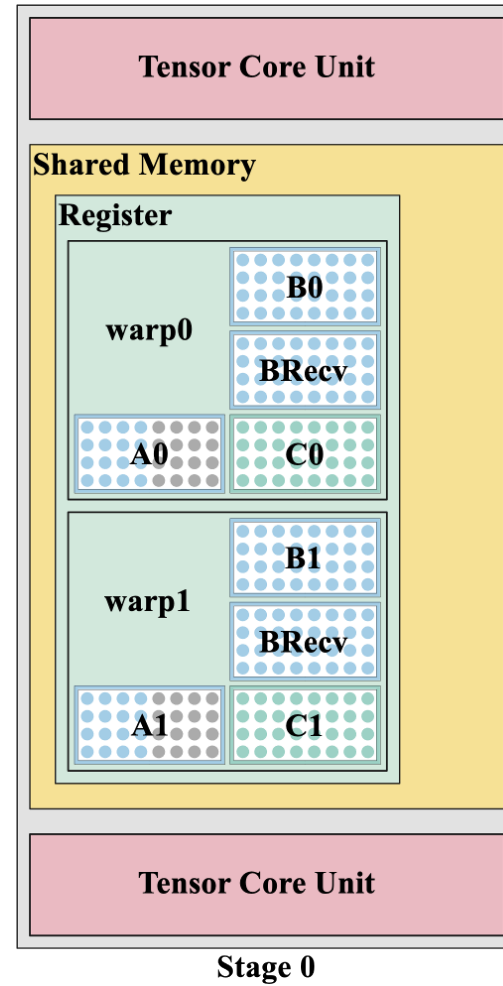 Tensor Core Unit
Shared Memory
Register
warp0
B0
BRecv
A0
C0
warp1
B1
BRecv
A1
C1
Tensor Core Unit
Stage 0